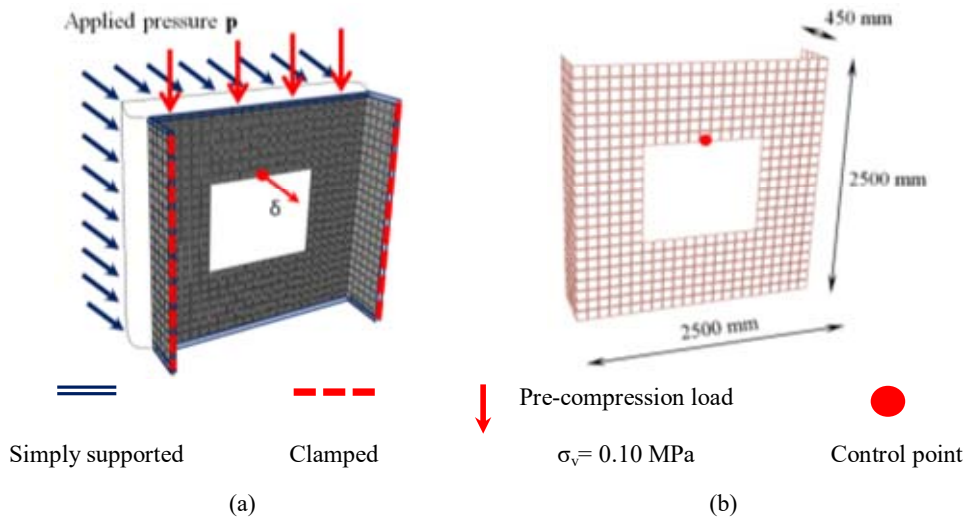 Applied pressure p
δ
450 mm
2500 mm
2500 mm
Pre-compression load
Simply supported
Clamped
σv= 0.10 MPa
Control point
(a)
(b)